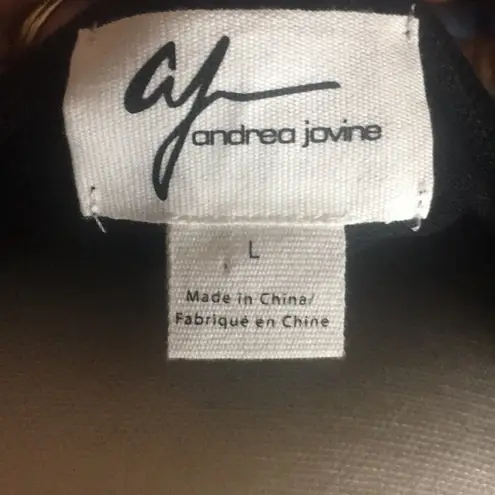 aj
andrea jovine
L
Made in China/
Fabriqué en Chine